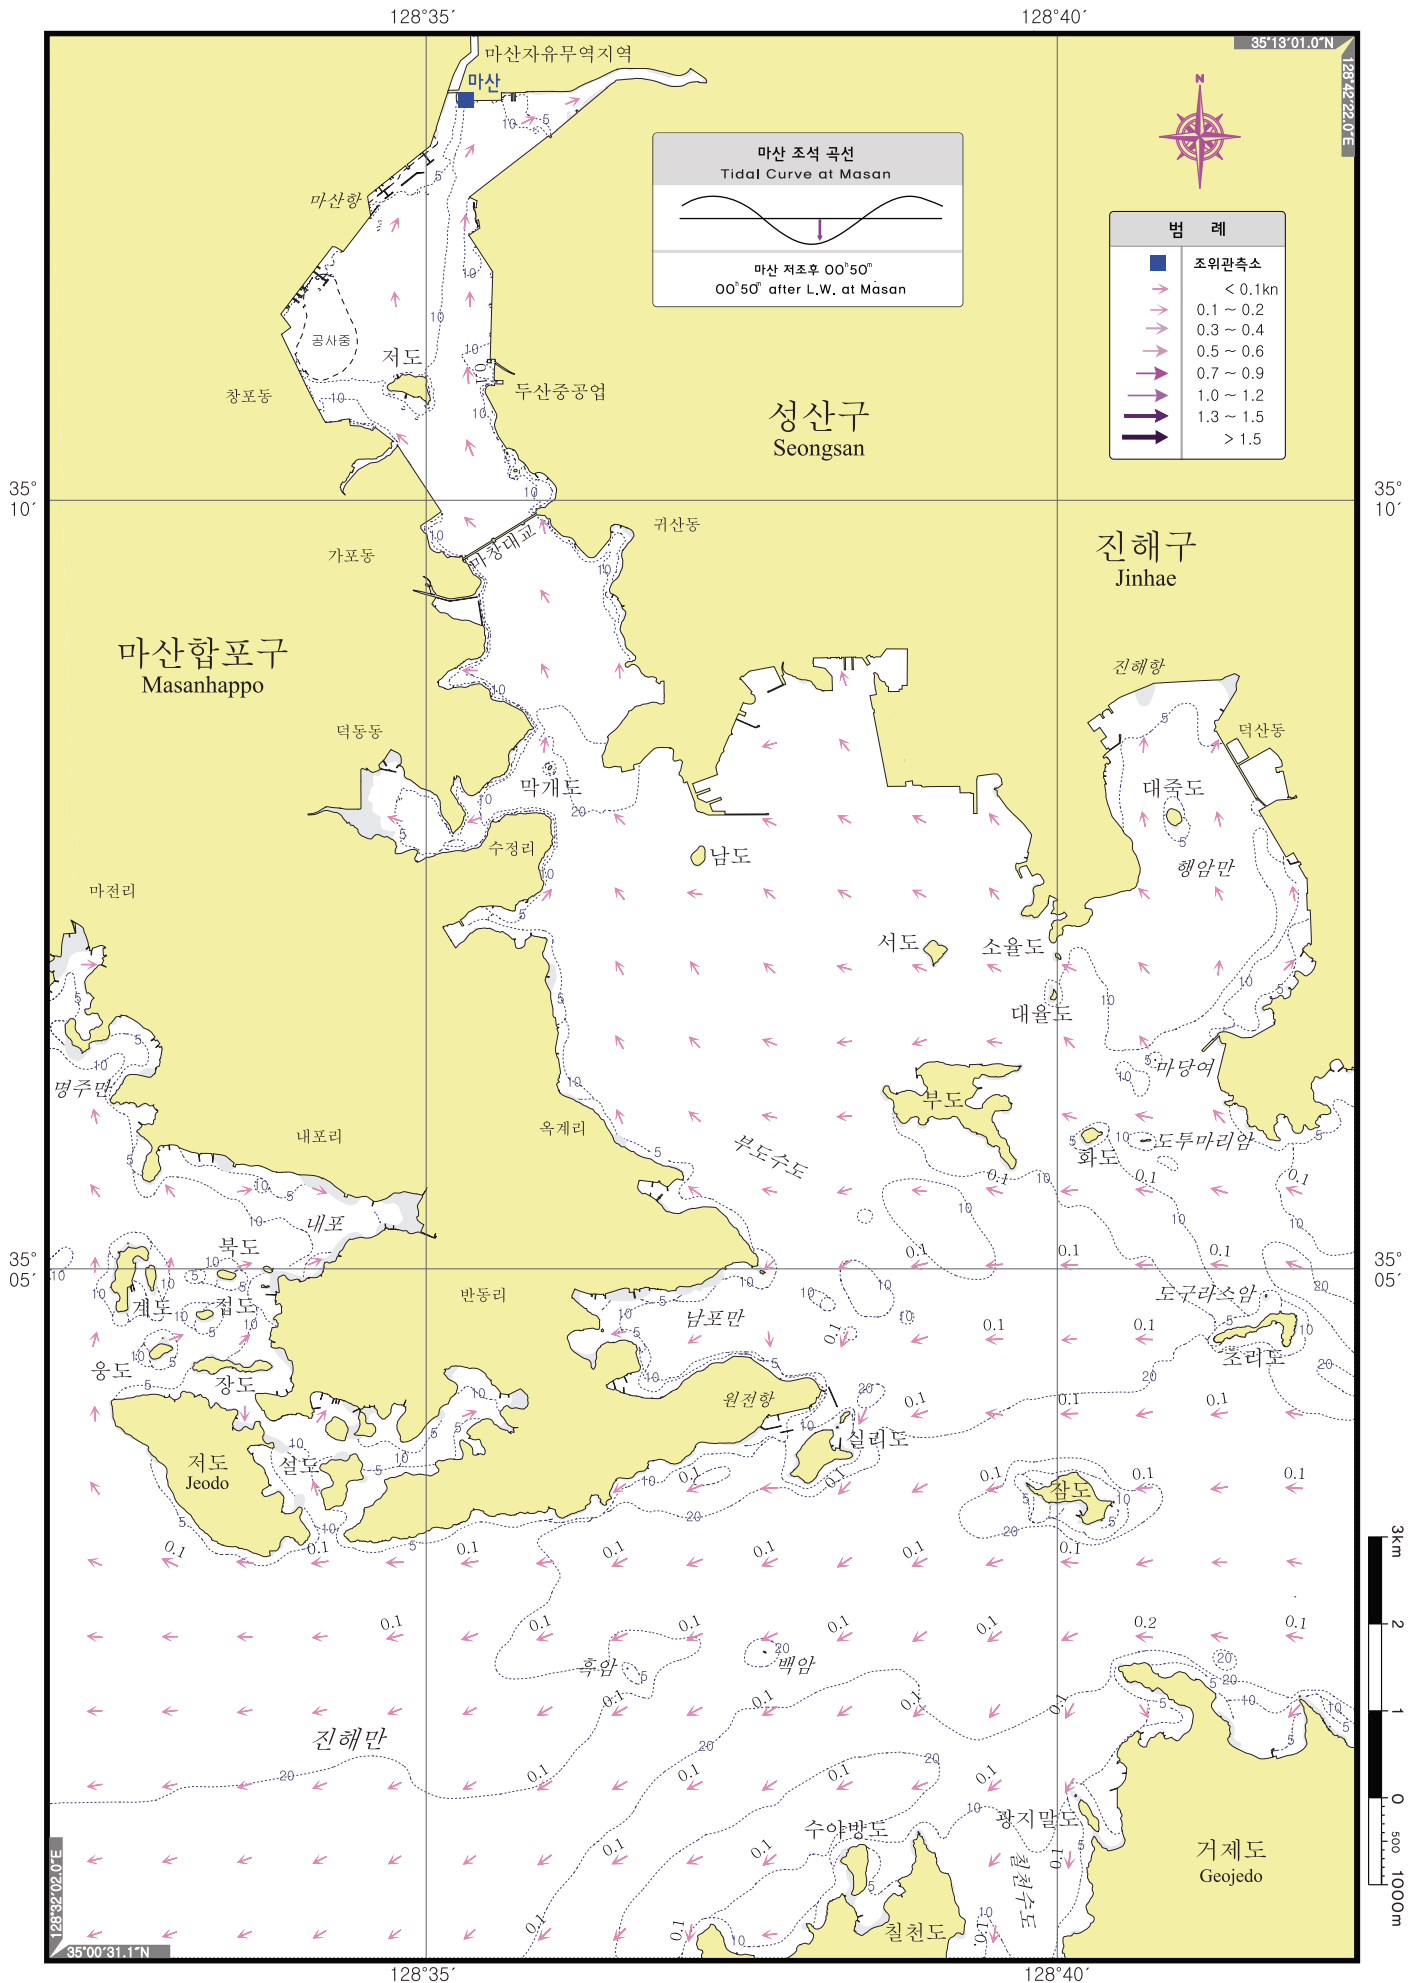 128°35′
128°40′
35°13′01.0″N
128°42′22.0″E
마산자유무역지역
마산
N
마산 조석 곡선
Tidal Curve at Masan
마산 저조후 00ʰ50ᵐ
00ʰ50ᵐ after L.W. at Masan
범 례
조위관측소
< 0.1kn
0.1 ~ 0.2
0.3 ~ 0.4
0.5 ~ 0.6
0.7 ~ 0.9
1.0 ~ 1.2
1.3 ~ 1.5
> 1.5
마산항
공사중
저도
창포동
두산중공업
성산구
Seongsan
35°
10′
35°
10′
귀산동
가포동
마창대교
진해구
Jinhae
마산합포구
Masanhappo
진해항
덕동동
덕산동
막개도
대죽도
수정리
남도
행암만
마전리
서도
소율도
대율도
명주만
마당여
부도
내포리
옥계리
부도수도
화도
도투마리암
내포
북도
35°
05′
35°
05′
계도
접도
반동리
남포만
도구라스암
조리도
웅도
장도
원전항
실리도
저도
Jeodo
설도
잠도
흑암
백암
진해만
수야방도
광지말도
칠천수도
거제도
Geojedo
칠천도
3km
2
1
0
500
1000m
128°32′02.0″E
35°00′31.1″N
128°35′
128°40′